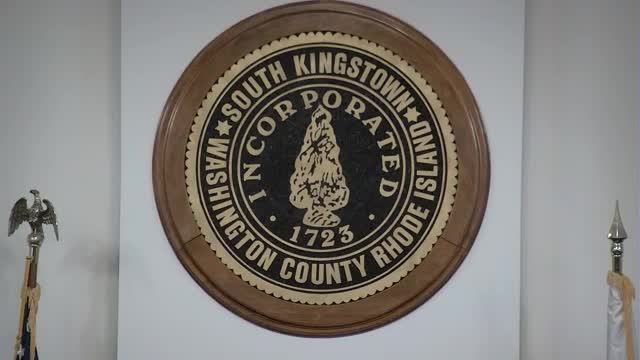 SOUTH KINGSTOWN
WASHINGTON COUNTY RHODE ISLAND
INCORPORATED
1723